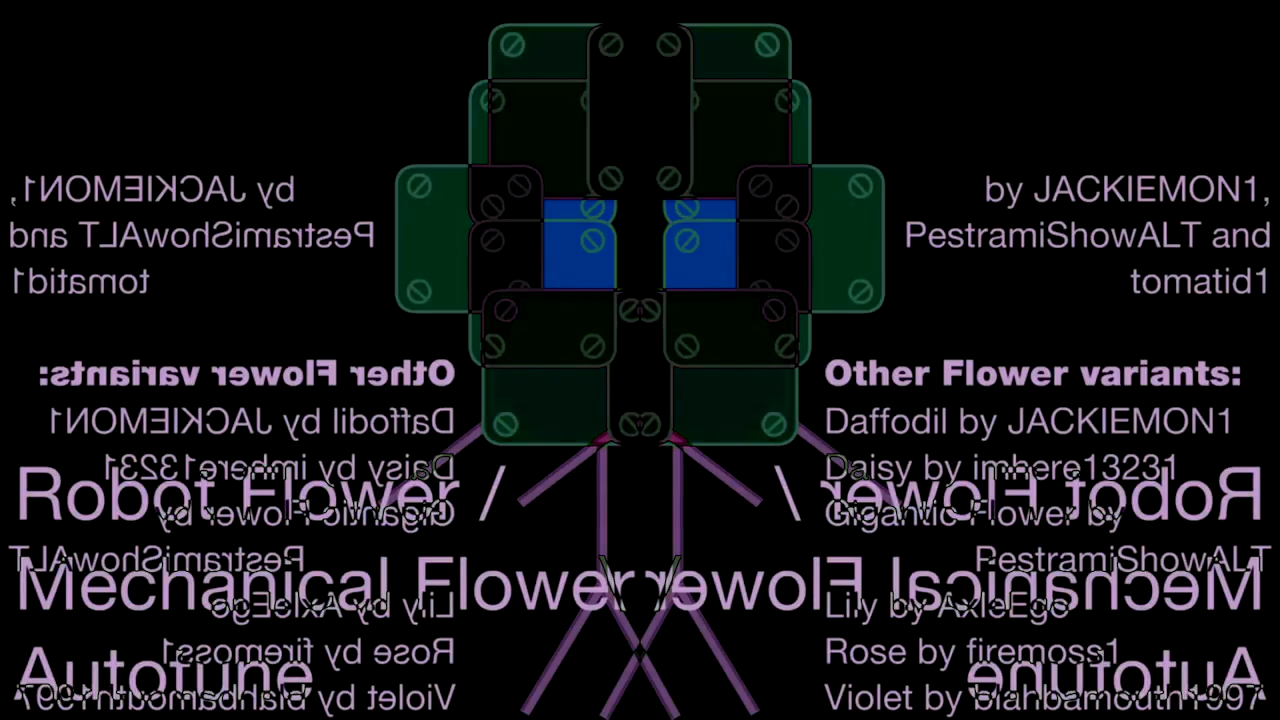 by JACKIEMON1,
PestramiShowALT and
tomatid1
Other Flower variants:
Daffodil by JACKIEMON1
Daisy by imhere13231
Gigantic Flower by
PestramiShowALT
Lily by AxleEgo
Rose by firemoss1
Violet by blahbamouth1997
Robot Flower /
Mechanical Flower
Autotune